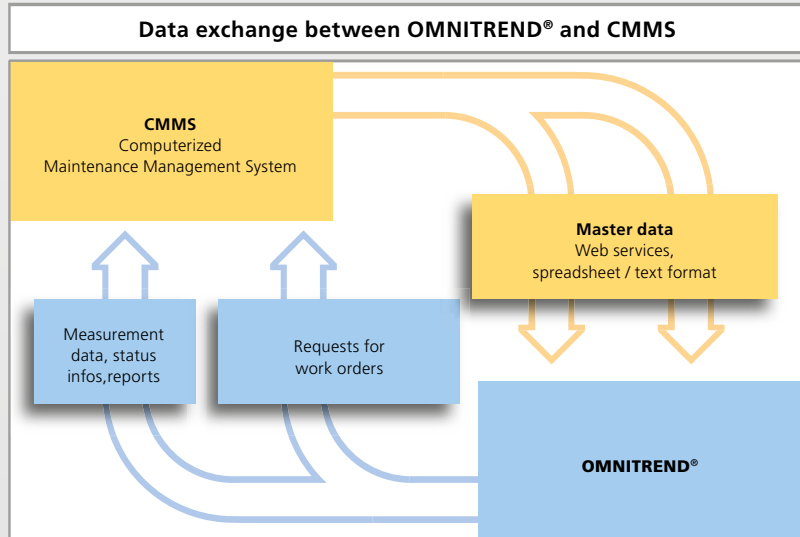 Data exchange between OMNITREND® and CMMS
CMMS
Computerized
Maintenance Management System
Master data
Web services,
spreadsheet / text format
Measurement
data, status
infos,reports
Requests for
work orders
OMNITREND®